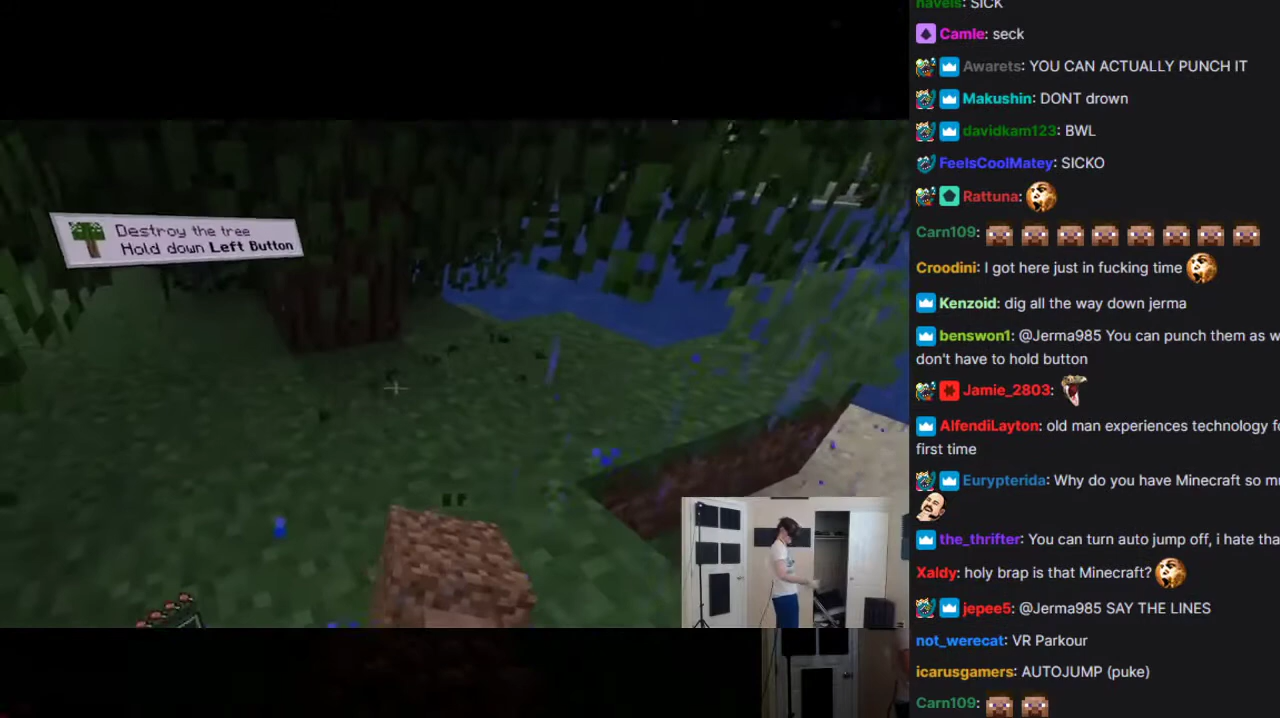 Destroy the tree
Hold down Left Button
navels: SICK
Camle: seck
Awarets: YOU CAN ACTUALLY PUNCH IT
Makushin: DONT drown
davidkam123: BWL
FeelsCoolMatey: SICKO
Rattuna:
Carn109:
Croodini: I got here just in fucking time
Kenzoid: dig all the way down jerma
benswon1: @Jerma985 You can punch them as w
don't have to hold button
Jamie_2803:
AlfendiLayton: old man experiences technology fo
first time
Eurypterida: Why do you have Minecraft so m
the_thrifter: You can turn auto jump off, i hate tha
Xaldy: holy brap is that Minecraft?
jepee5: @Jerma985 SAY THE LINES
not_werecat: VR Parkour
icarusgamers: AUTOJUMP (puke)
Carn109: